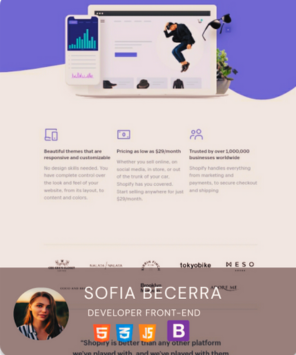 Beautiful themes that are
responsive and customizable
No design skills needed. You
have complete control over
the look and feel of your
website, from its layout, to
content and colors.
Pricing as low as $29/month
Whether you sell online, on
social media, in store, or out
of the trunk of your car,
Shopify has you covered.
Start selling anywhere for just
$29/month.
Trusted by over 1,000,000
businesses worldwide
Shopify handles everything
from marketing and
payments, to secure checkout
and shipping
tokyobike
MESO
SOFIA BECERRA
DEVELOPER FRONT-END
5
3
JS
B
"Shopify is better than any other platform
we've played with, and we've played with them